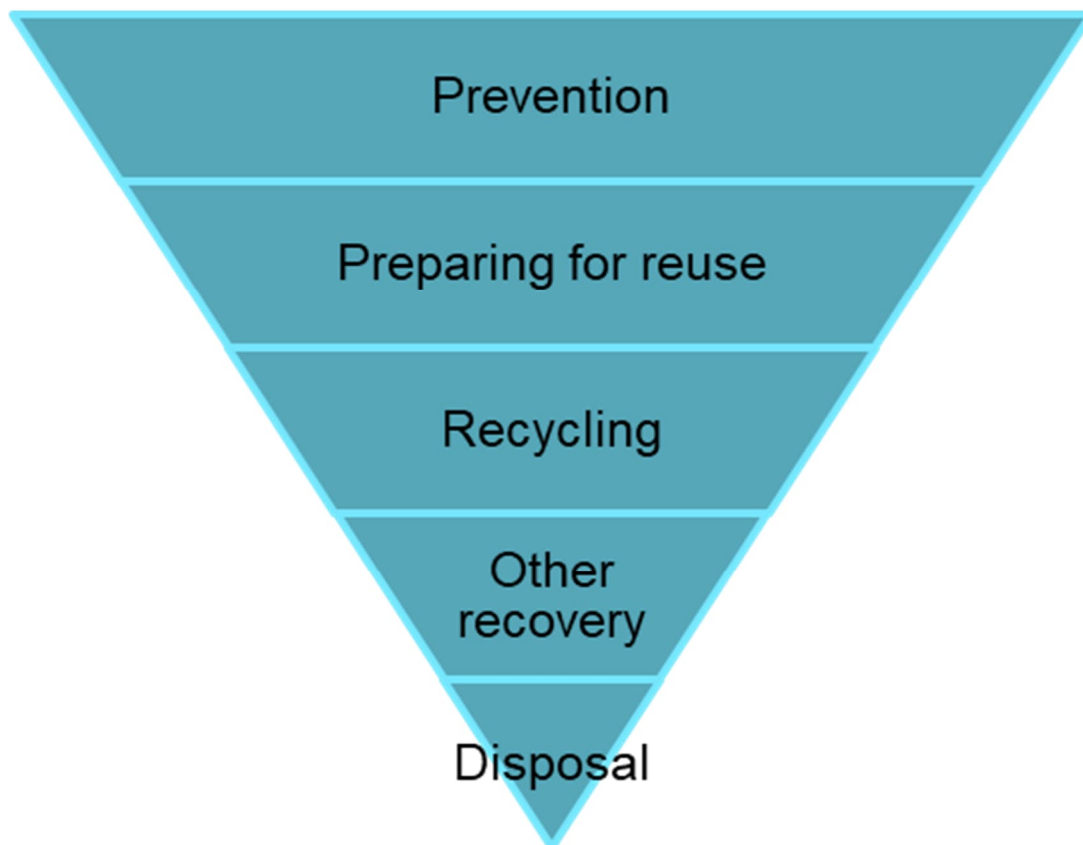 Prevention
Preparing for reuse
Recycling
Other
recovery
Disposal